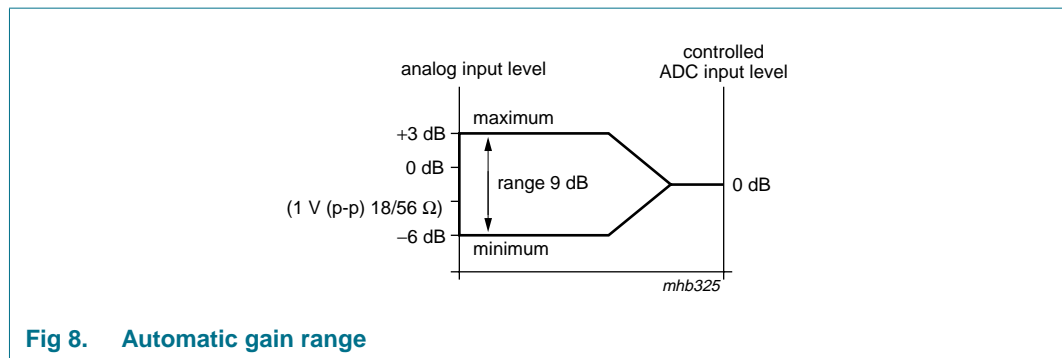 analog input level
controlled
ADC input level
maximum
+3 dB
0 dB
range 9 dB
0 dB
(1 V (p-p) 18/56 Ω)
−6 dB
minimum
mhb325
Fig 8. Automatic gain range